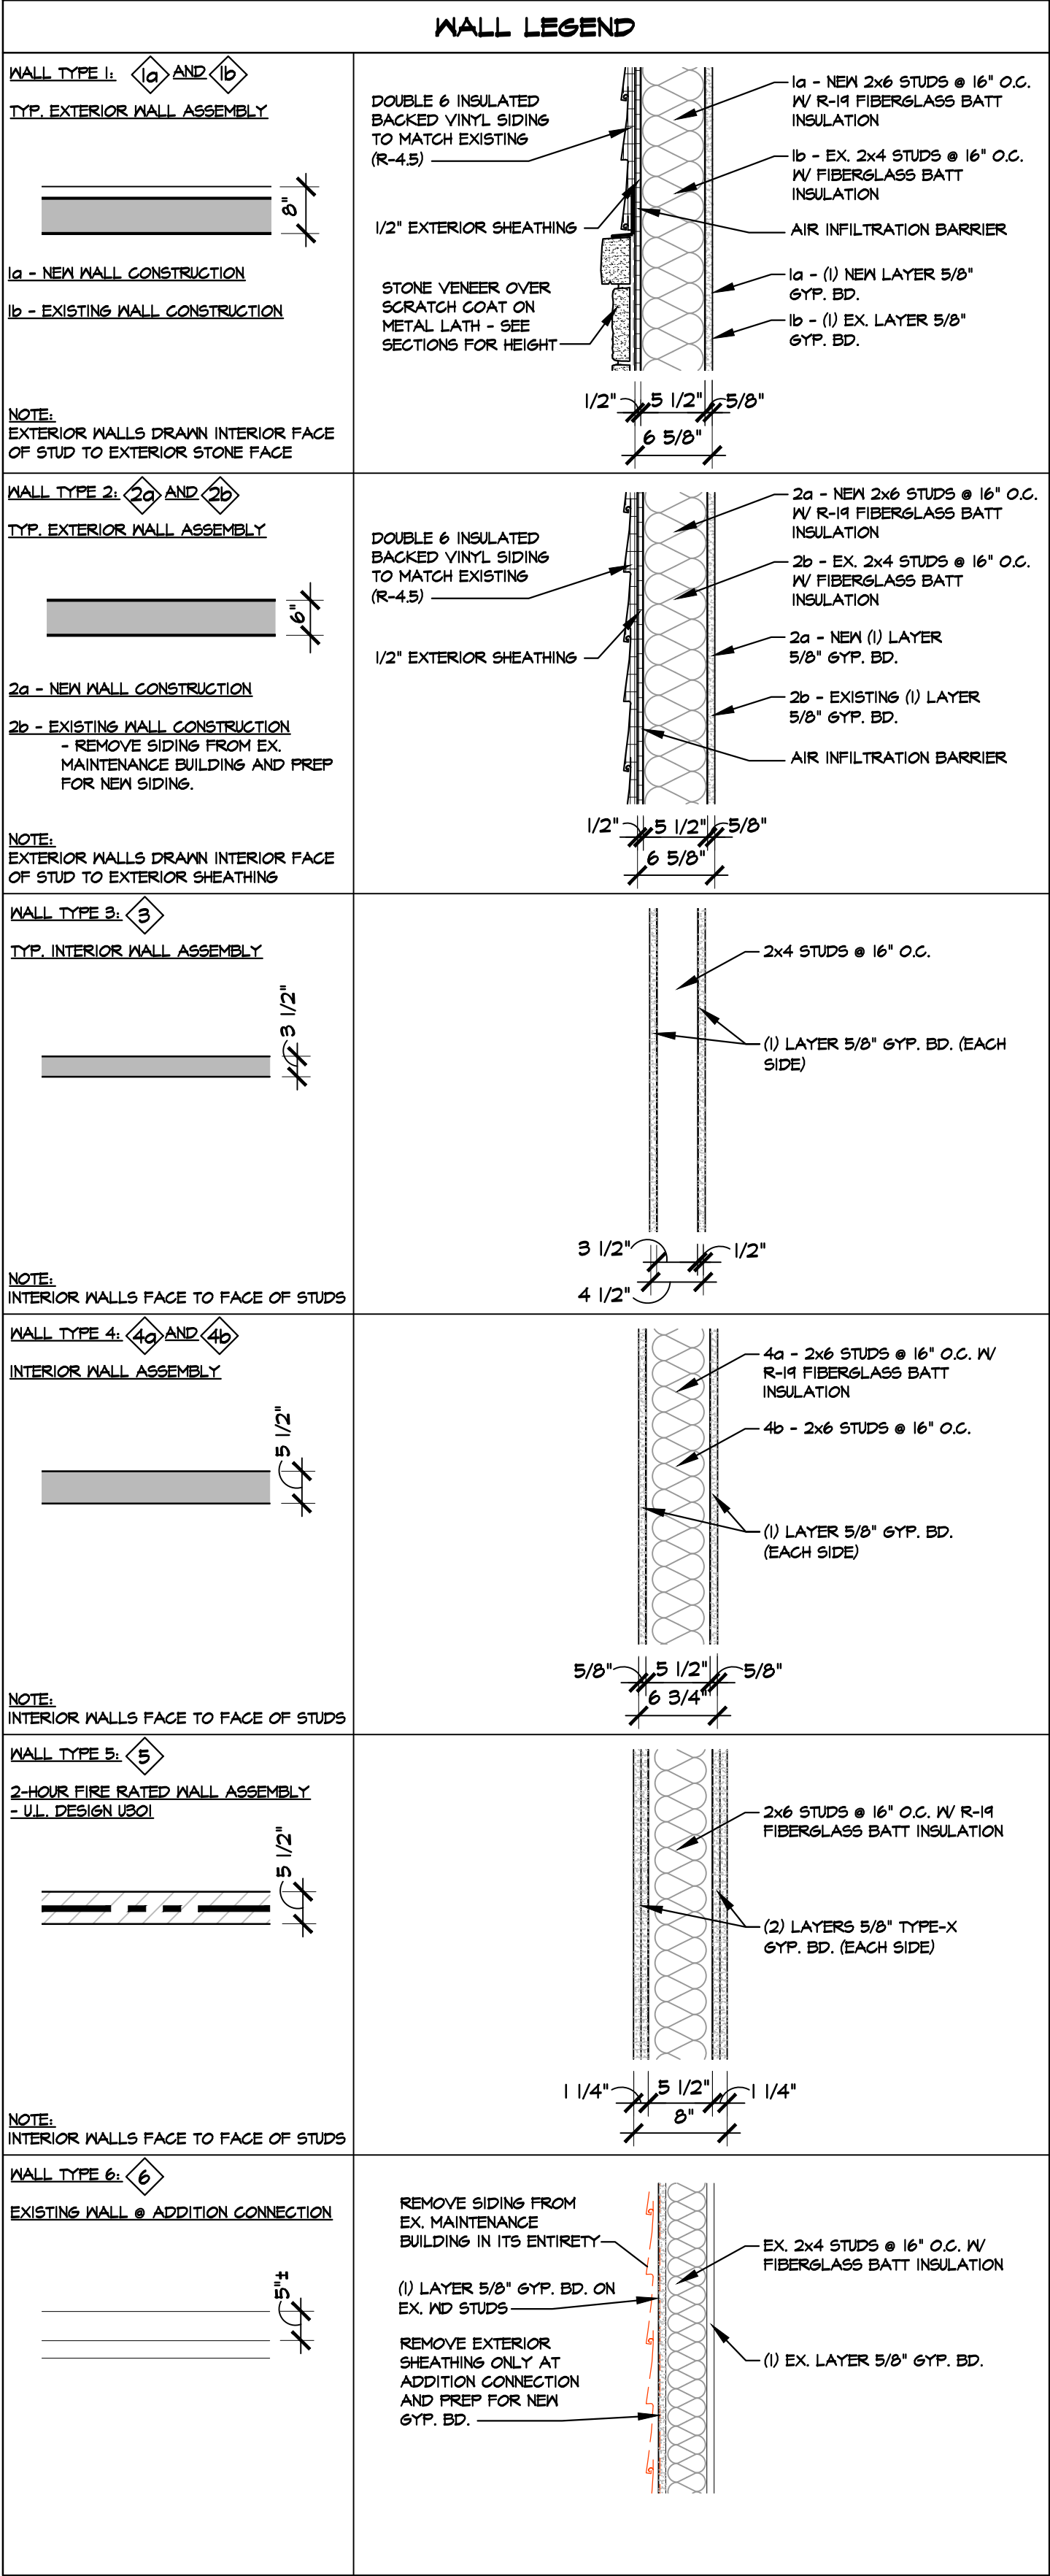 WALL LEGEND
WALL TYPE 1: 1a AND 1b
TYP. EXTERIOR WALL ASSEMBLY
8"
1a - NEW WALL CONSTRUCTION
1b - EXISTING WALL CONSTRUCTION
NOTE:
EXTERIOR WALLS DRAWN INTERIOR FACE
OF STUD TO EXTERIOR STONE FACE
DOUBLE 6 INSULATED
BACKED VINYL SIDING
TO MATCH EXISTING
(R-4.5)
1/2" EXTERIOR SHEATHING
STONE VENEER OVER
SCRATCH COAT ON
METAL LATH - SEE
SECTIONS FOR HEIGHT
1a - NEW 2x6 STUDS @ 16" O.C.
W/ R-19 FIBERGLASS BATT
INSULATION
1b - EX. 2x4 STUDS @ 16" O.C.
W/ FIBERGLASS BATT
INSULATION
AIR INFILTRATION BARRIER
1a - (1) NEW LAYER 5/8"
GYP. BD.
1b - (1) EX. LAYER 5/8"
GYP. BD.
1/2" 5 1/2" 5/8"
6 5/8"
WALL TYPE 2: 2a AND 2b
TYP. EXTERIOR WALL ASSEMBLY
6"
2a - NEW WALL CONSTRUCTION
2b - EXISTING WALL CONSTRUCTION
- REMOVE SIDING FROM EX.
MAINTENANCE BUILDING AND PREP
FOR NEW SIDING.
NOTE:
EXTERIOR WALLS DRAWN INTERIOR FACE
OF STUD TO EXTERIOR SHEATHING
DOUBLE 6 INSULATED
BACKED VINYL SIDING
TO MATCH EXISTING
(R-4.5)
1/2" EXTERIOR SHEATHING
2a - NEW 2x6 STUDS @ 16" O.C.
W/ R-19 FIBERGLASS BATT
INSULATION
2b - EX. 2x4 STUDS @ 16" O.C.
W/ FIBERGLASS BATT
INSULATION
2a - NEW (1) LAYER
5/8" GYP. BD.
2b - EXISTING (1) LAYER
5/8" GYP. BD.
AIR INFILTRATION BARRIER
1/2" 5 1/2" 5/8"
6 5/8"
WALL TYPE 3: 3
TYP. INTERIOR WALL ASSEMBLY
3 1/2"
NOTE:
INTERIOR WALLS FACE TO FACE OF STUDS
2x4 STUDS @ 16" O.C.
(1) LAYER 5/8" GYP. BD. (EACH
SIDE)
3 1/2" 1/2"
4 1/2"
WALL TYPE 4: 4a AND 4b
INTERIOR WALL ASSEMBLY
5 1/2"
NOTE:
INTERIOR WALLS FACE TO FACE OF STUDS
4a - 2x6 STUDS @ 16" O.C. W/
R-19 FIBERGLASS BATT
INSULATION
4b - 2x6 STUDS @ 16" O.C.
(1) LAYER 5/8" GYP. BD.
(EACH SIDE)
5/8" 5 1/2" 5/8"
6 3/4"
WALL TYPE 5: 5
2-HOUR FIRE RATED WALL ASSEMBLY
- U.L. DESIGN U301
5 1/2"
NOTE:
INTERIOR WALLS FACE TO FACE OF STUDS
2x6 STUDS @ 16" O.C. W/ R-19
FIBERGLASS BATT INSULATION
(2) LAYERS 5/8" TYPE-X
GYP. BD. (EACH SIDE)
1 1/4" 5 1/2" 1 1/4"
8"
WALL TYPE 6: 6
EXISTING WALL @ ADDITION CONNECTION
5"±
REMOVE SIDING FROM
EX. MAINTENANCE
BUILDING IN ITS ENTIRETY
(1) LAYER 5/8" GYP. BD. ON
EX. WD STUDS
REMOVE EXTERIOR
SHEATHING ONLY AT
ADDITION CONNECTION
AND PREP FOR NEW
GYP. BD.
EX. 2x4 STUDS @ 16" O.C. W/
FIBERGLASS BATT INSULATION
(1) EX. LAYER 5/8" GYP. BD.